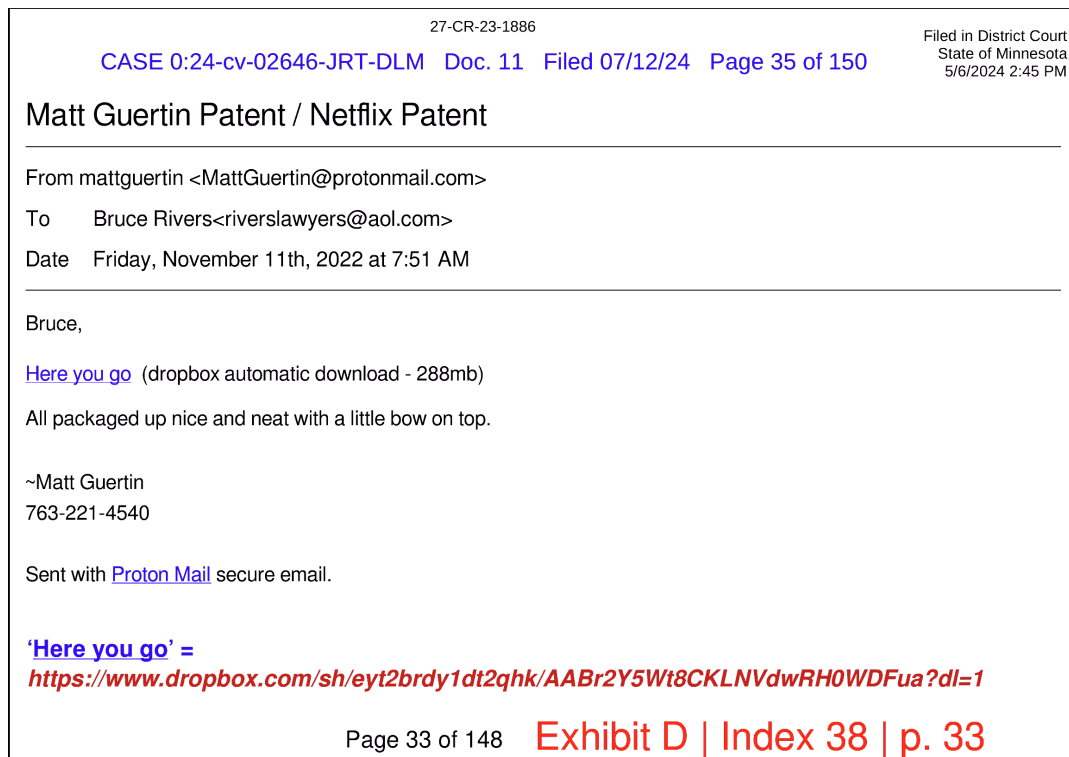 27-CR-23-1886
Filed in District Court
State of Minnesota
5/6/2024 2:45 PM
CASE 0:24-cv-02646-JRT-DLM Doc. 11 Filed 07/12/24 Page 35 of 150
Matt Guertin Patent / Netflix Patent
From mattguertin <MattGuertin@protonmail.com>
To Bruce Rivers<riverslawyers@aol.com>
Date Friday, November 11th, 2022 at 7:51 AM
Bruce,
Here you go (dropbox automatic download - 288mb)
All packaged up nice and neat with a little bow on top.
~Matt Guertin
763-221-4540
Sent with Proton Mail secure email.
‘Here you go’ =
https://www.dropbox.com/sh/eyt2brdy1dt2qhk/AABr2Y5Wt8CKLNVdwRH0WDFua?dl=1
Page 33 of 148 Exhibit D | Index 38 | p. 33